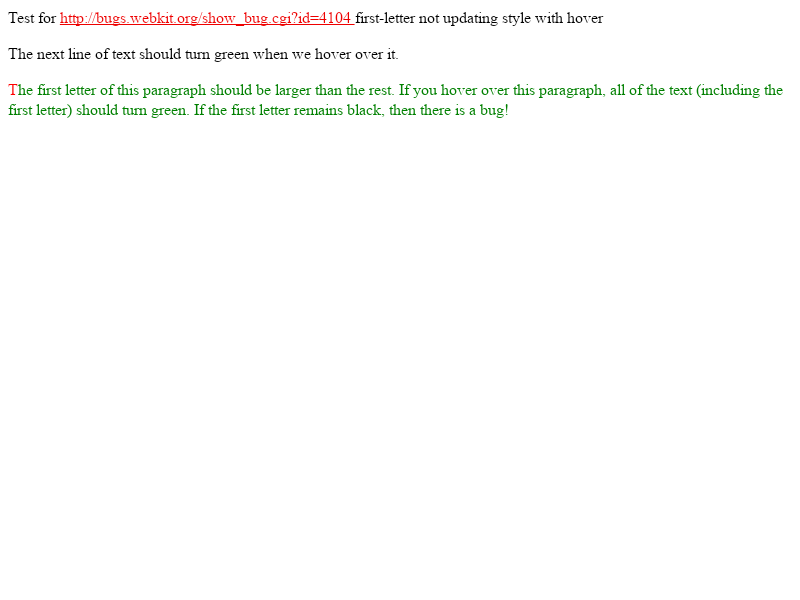 Test for http://bugs.webkit.org/show_bug.cgi?id=4104 first-letter not updating style with hover
The next line of text should turn green when we hover over it.
The first letter of this paragraph should be larger than the rest. If you hover over this paragraph, all of the text (including the
first letter) should turn green. If the first letter remains black, then there is a bug!